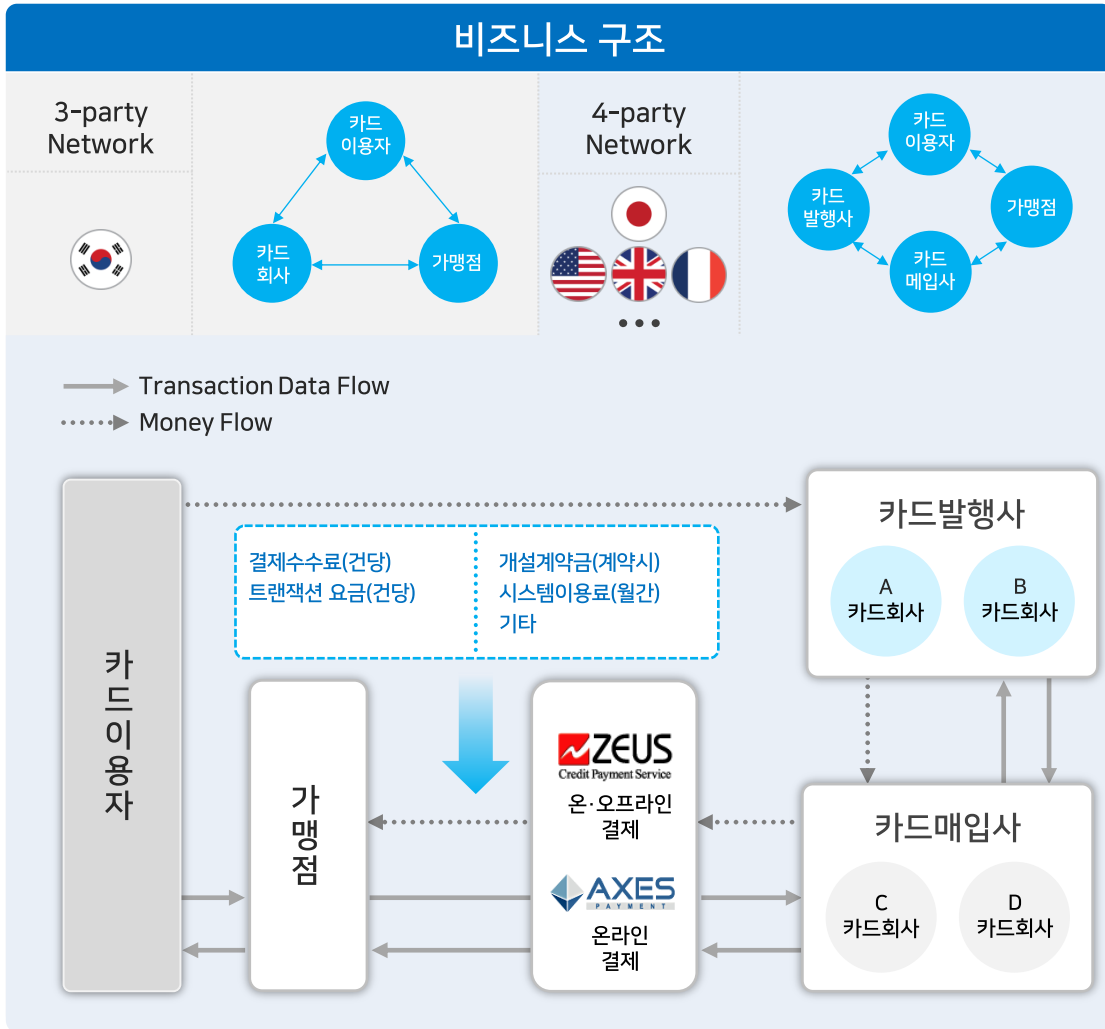 비즈니스 구조
3-party
Network
카드
이용자
카드
회사
가맹점
4-party
Network
카드
이용자
카드
발행사
가맹점
카드
메입사
Transaction Data Flow
Money Flow
카드이용자
결제수수료(건당)
트랜잭션 요금(건당)
개설계약금(계약시)
시스템이용료(월간)
기타
카드발행사
A
카드회사
B
카드회사
가맹점
ZEUS
Credit Payment Service
온·오프라인
결제
AXES
PAYMENT
온라인
결제
카드매입사
C
카드회사
D
카드회사